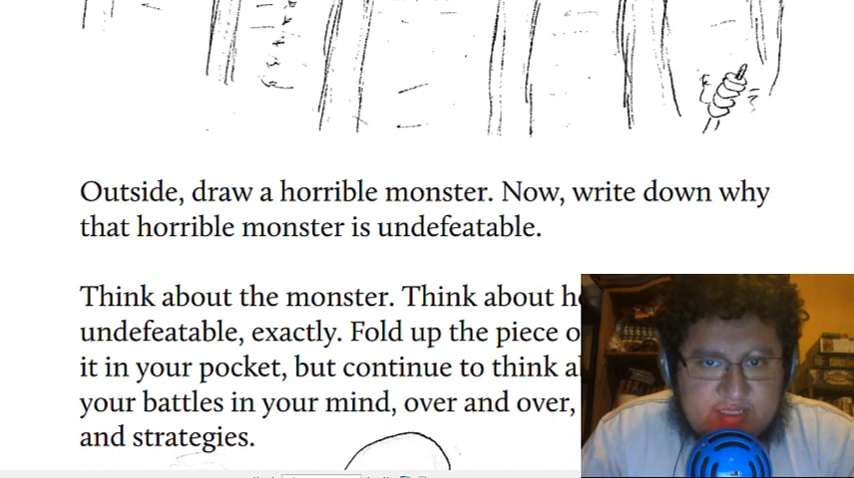 Outside, draw a horrible monster. Now, write down why
that horrible monster is undefeatable.
Think about the monster. Think about
undefeatable, exactly. Fold up the piece
it in your pocket, but continue to think
your battles in your mind, over and over,
and strategies.